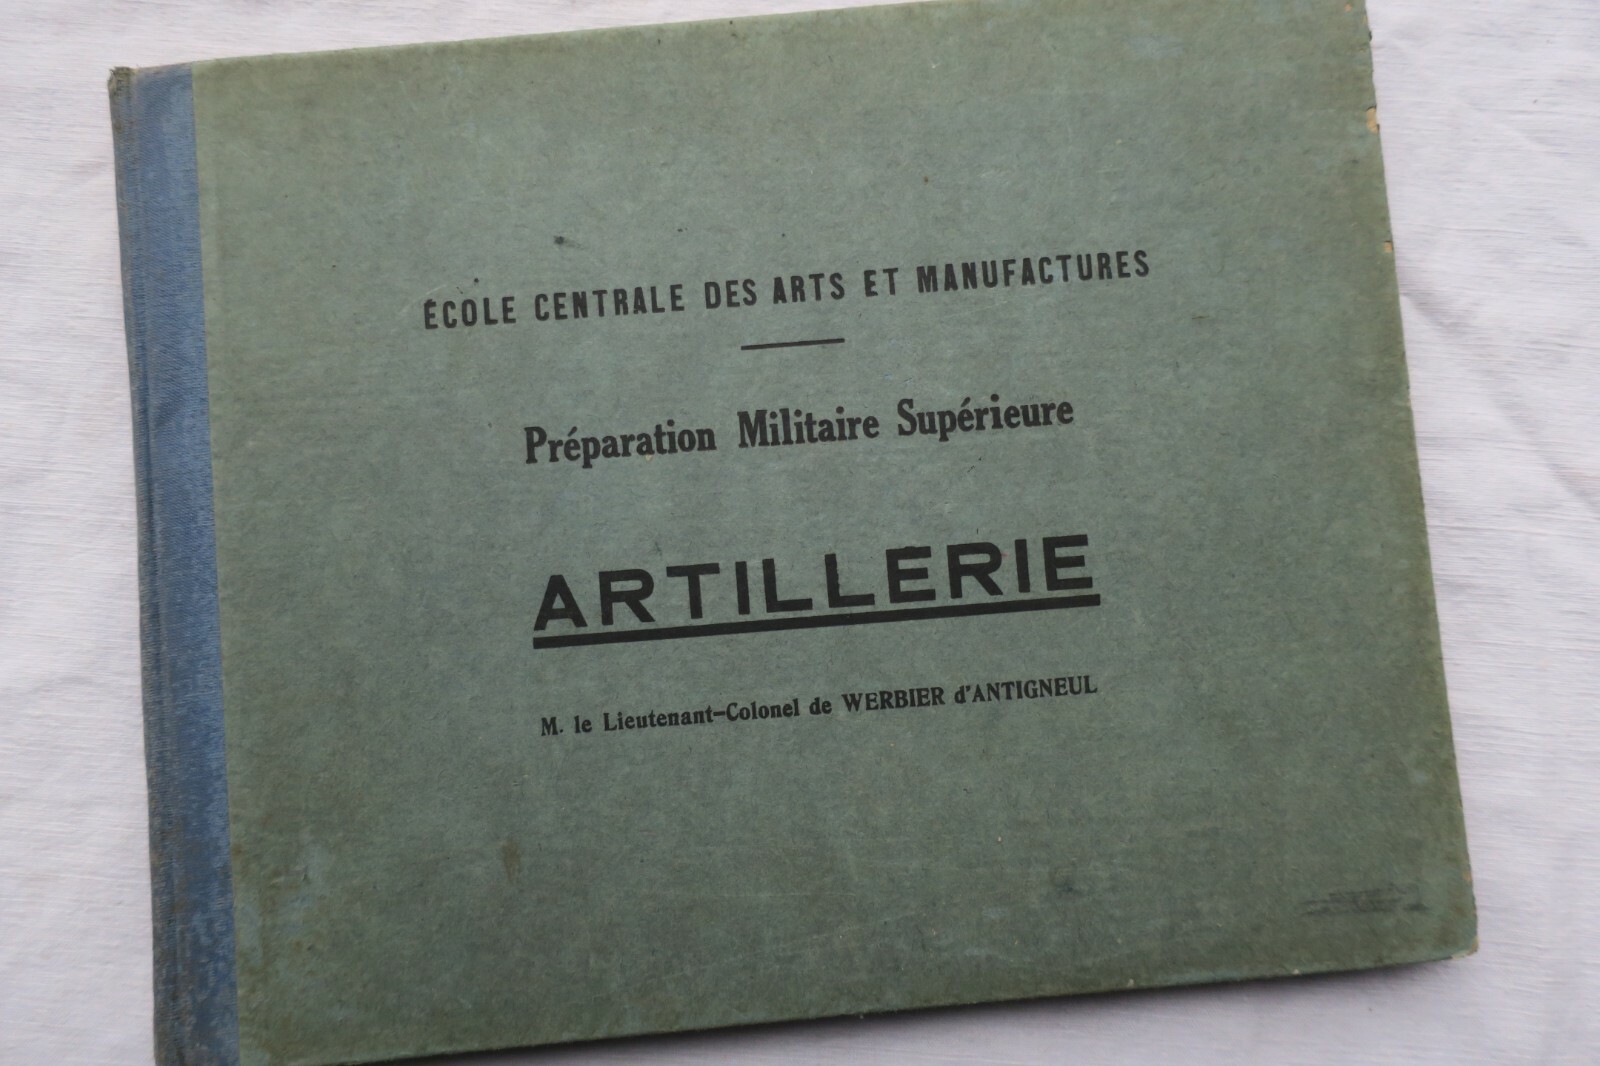 ÉCOLE CENTRALE DES ARTS ET MANUFACTURES
Préparation Militaire Supérieure
ARTILLERIE
M. le Lieutenant-Colonel de WERBIER d'ANTIGNEUL